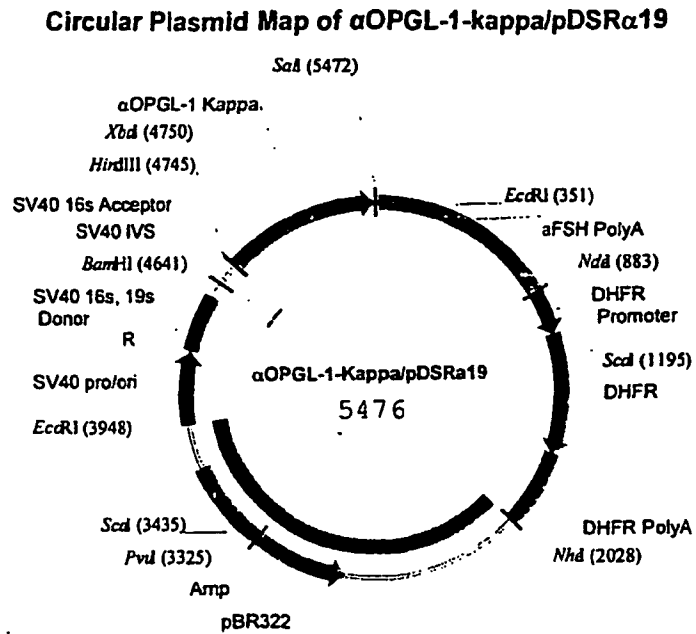 Circular Plasmid Map of αOPGL-1-kappa/pDSRα19
SalI (5472)
αOPGL-1 Kappa.
XbaI (4750)
HindIII (4745)
SV40 16s Acceptor
SV40 IVS
BamHI (4641)
SV40 16s, 19s
Donor
R
SV40 pro/ori
EcoRI (3948)
ScaI (3435)
PvuI (3325)
Amp
pBR322
EcoRI (351)
aFSH PolyA
NdeI (883)
DHFR
Promoter
ScaI (1195)
DHFR
DHFR PolyA
NheI (2028)
αOPGL-1-Kappa/pDSRa19
5476